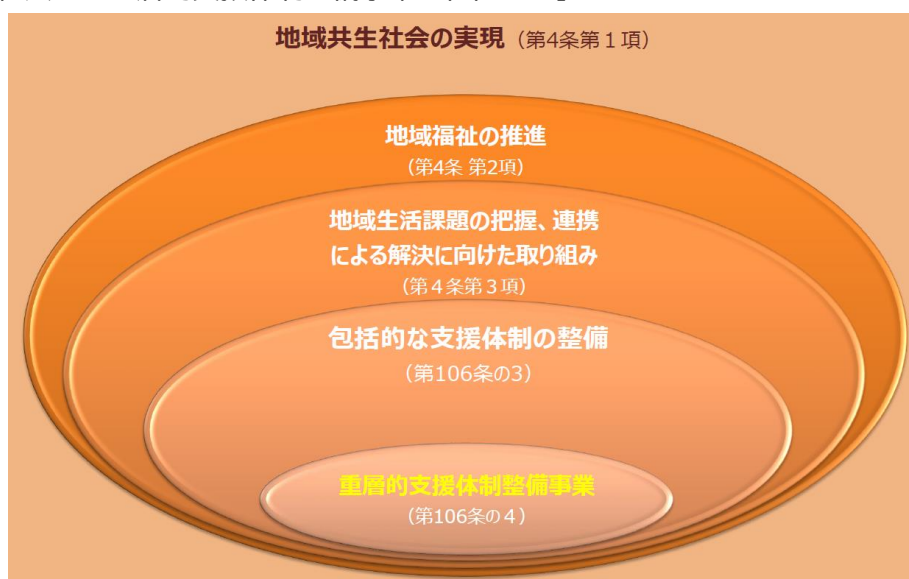 地域共生社会の実現（第4条第１項）
地域福祉の推進
（第4条 第2項）
地域生活課題の把握、連携
による解決に向けた取り組み
（第４条第３項）
包括的な支援体制の整備
（第106条の3）
重層的支援体制整備事業
（第106条の４）